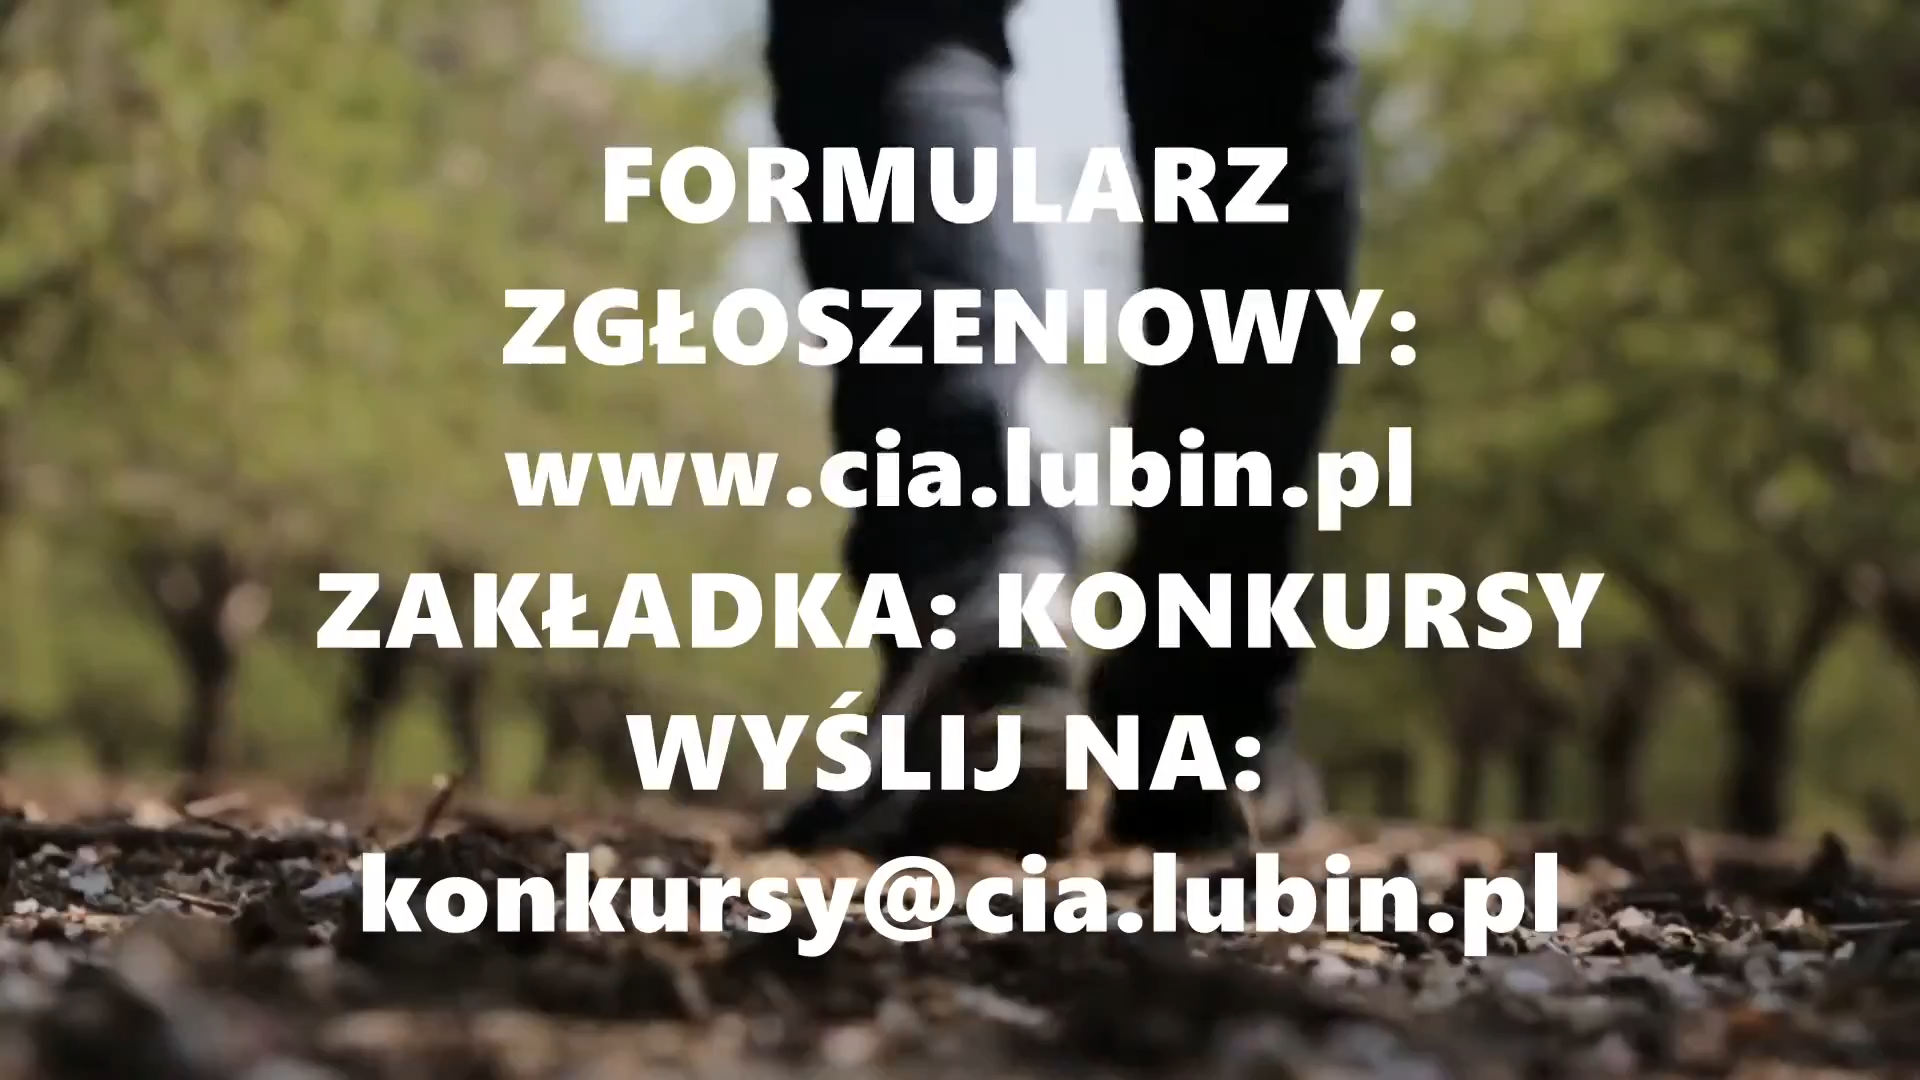 FORMULARZ
ZGŁOSZENIOWY:
www.cia.lubin.pl
ZAKŁADKA: KONKURSY
WYŚLIJ NA:
konkursy@cia.lubin.pl